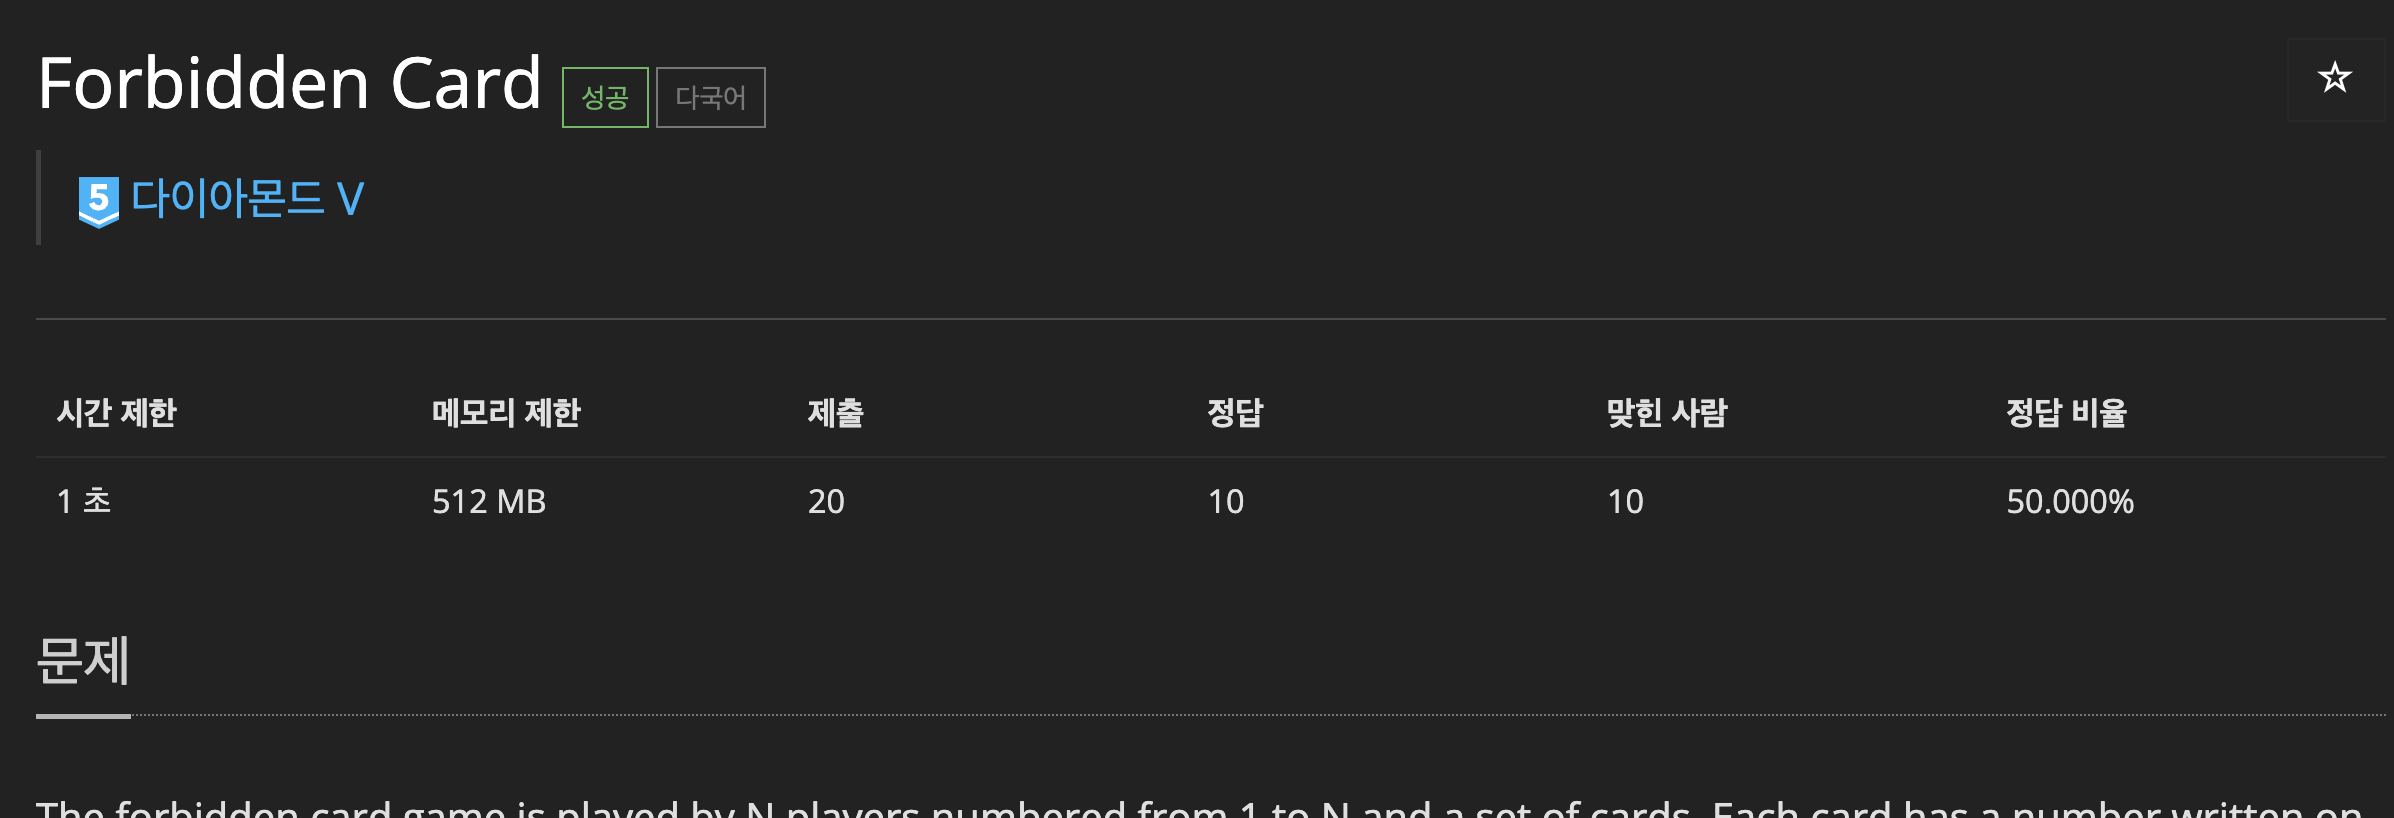 Forbidden Card 성공 다국어
5 다이아몬드 V
시간 제한 메모리 제한 제출 정답 맞힌 사람 정답 비율
1 초 512 MB 20 10 10 50.000%
문제
The forbidden card game is played by N players numbered from 1 to N and a set of cards. Each card has a number written on